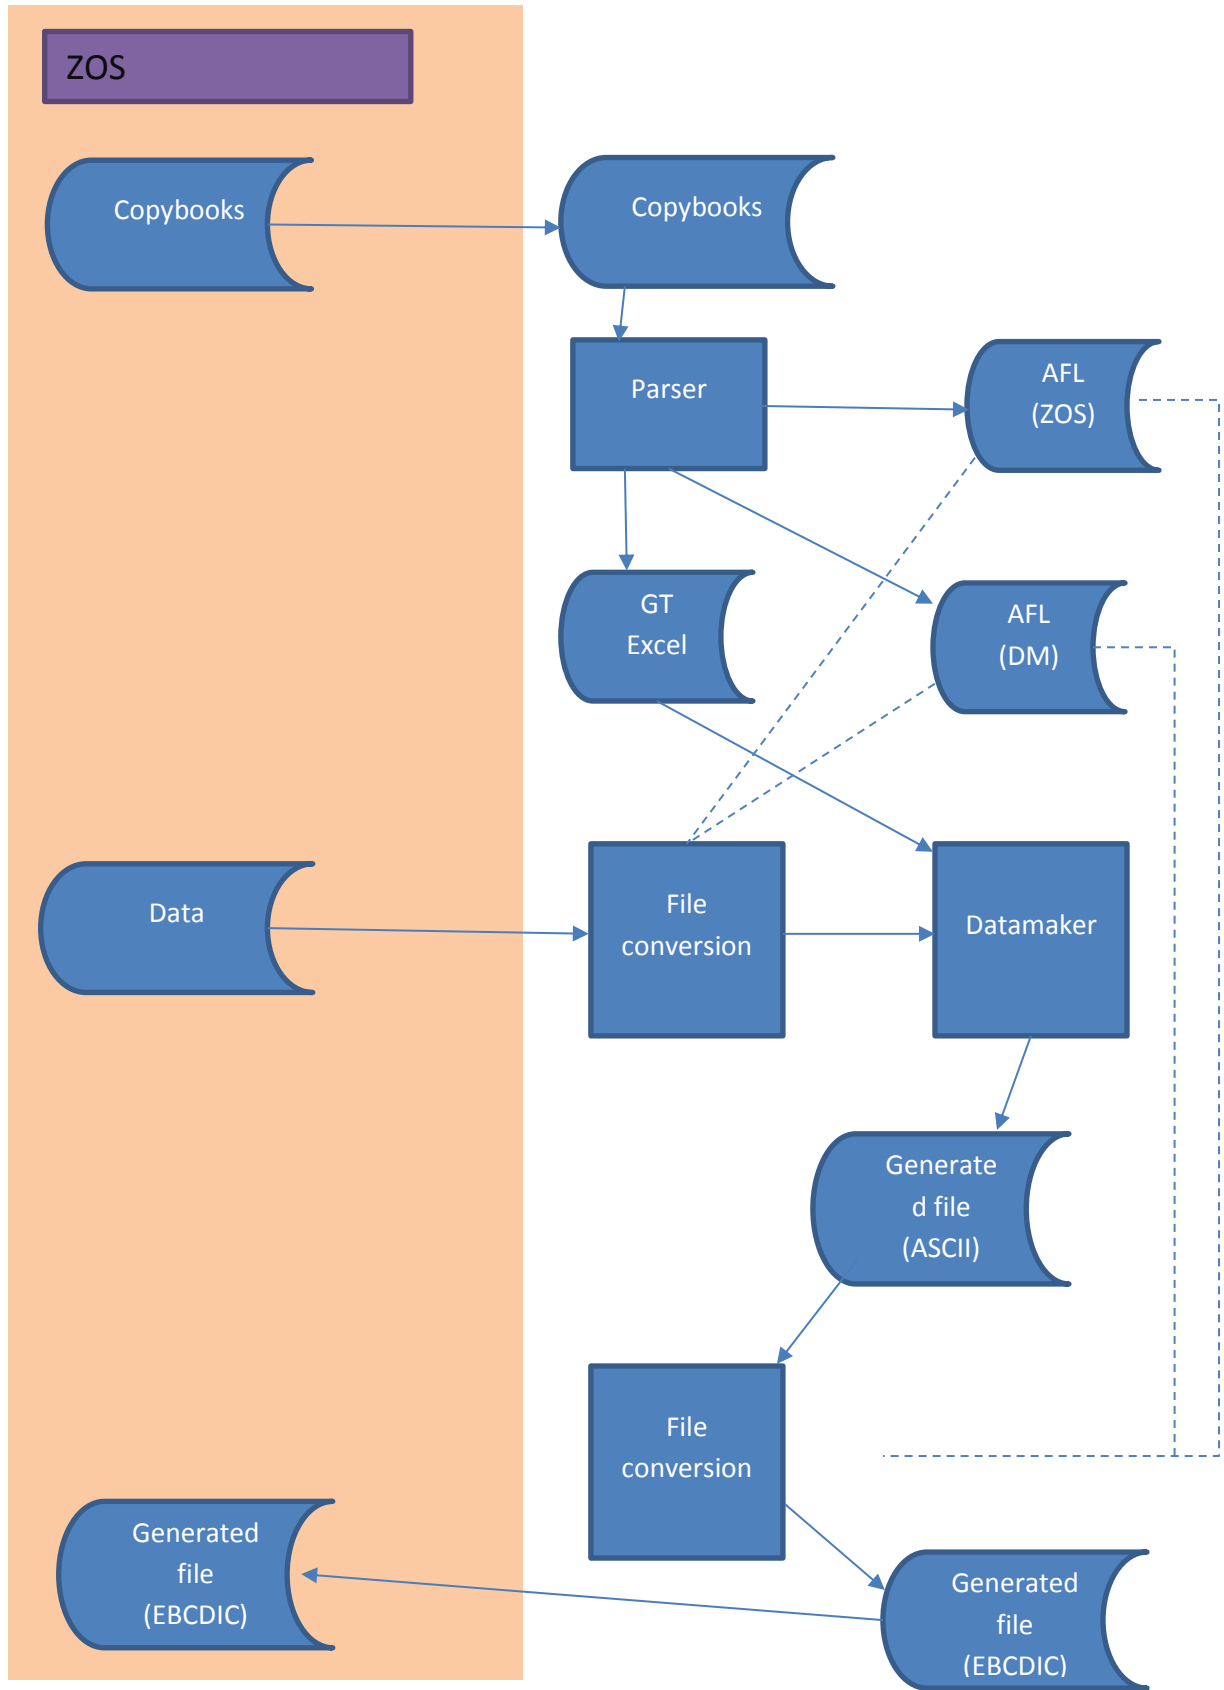 ZOS
Copybooks
Copybooks
Parser
AFL
(ZOS)
GT
Excel
AFL
(DM)
Data
File
conversion
Datamaker
Generate
d file
(ASCII)
File
conversion
Generated
file
(EBCDIC)
Generated
file
(EBCDIC)